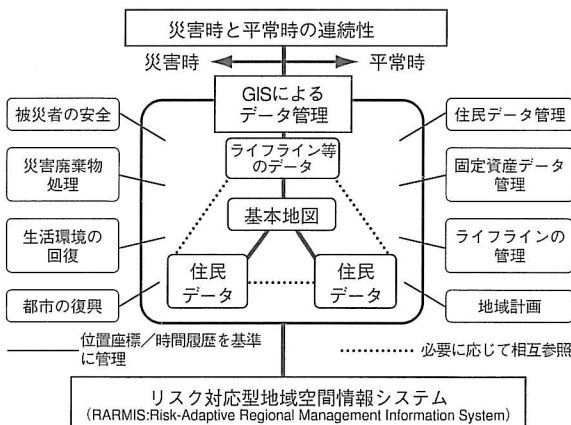 災害時と平常時の連続性
災害時
平常時
GISによる
データ管理
被災者の安全
災害廃棄物
処理
生活環境の
回復
都市の復興
ライフライン等
のデータ
基本地図
住民
データ
住民
データ
住民データ管理
固定資産データ
管理
ライフラインの
管理
地域計画
位置座標／時間履歴を基準
に管理
必要に応じて相互参照
リスク対応型地域空間情報システム
(RARMIS:Risk-Adaptive Regional Management Information System)